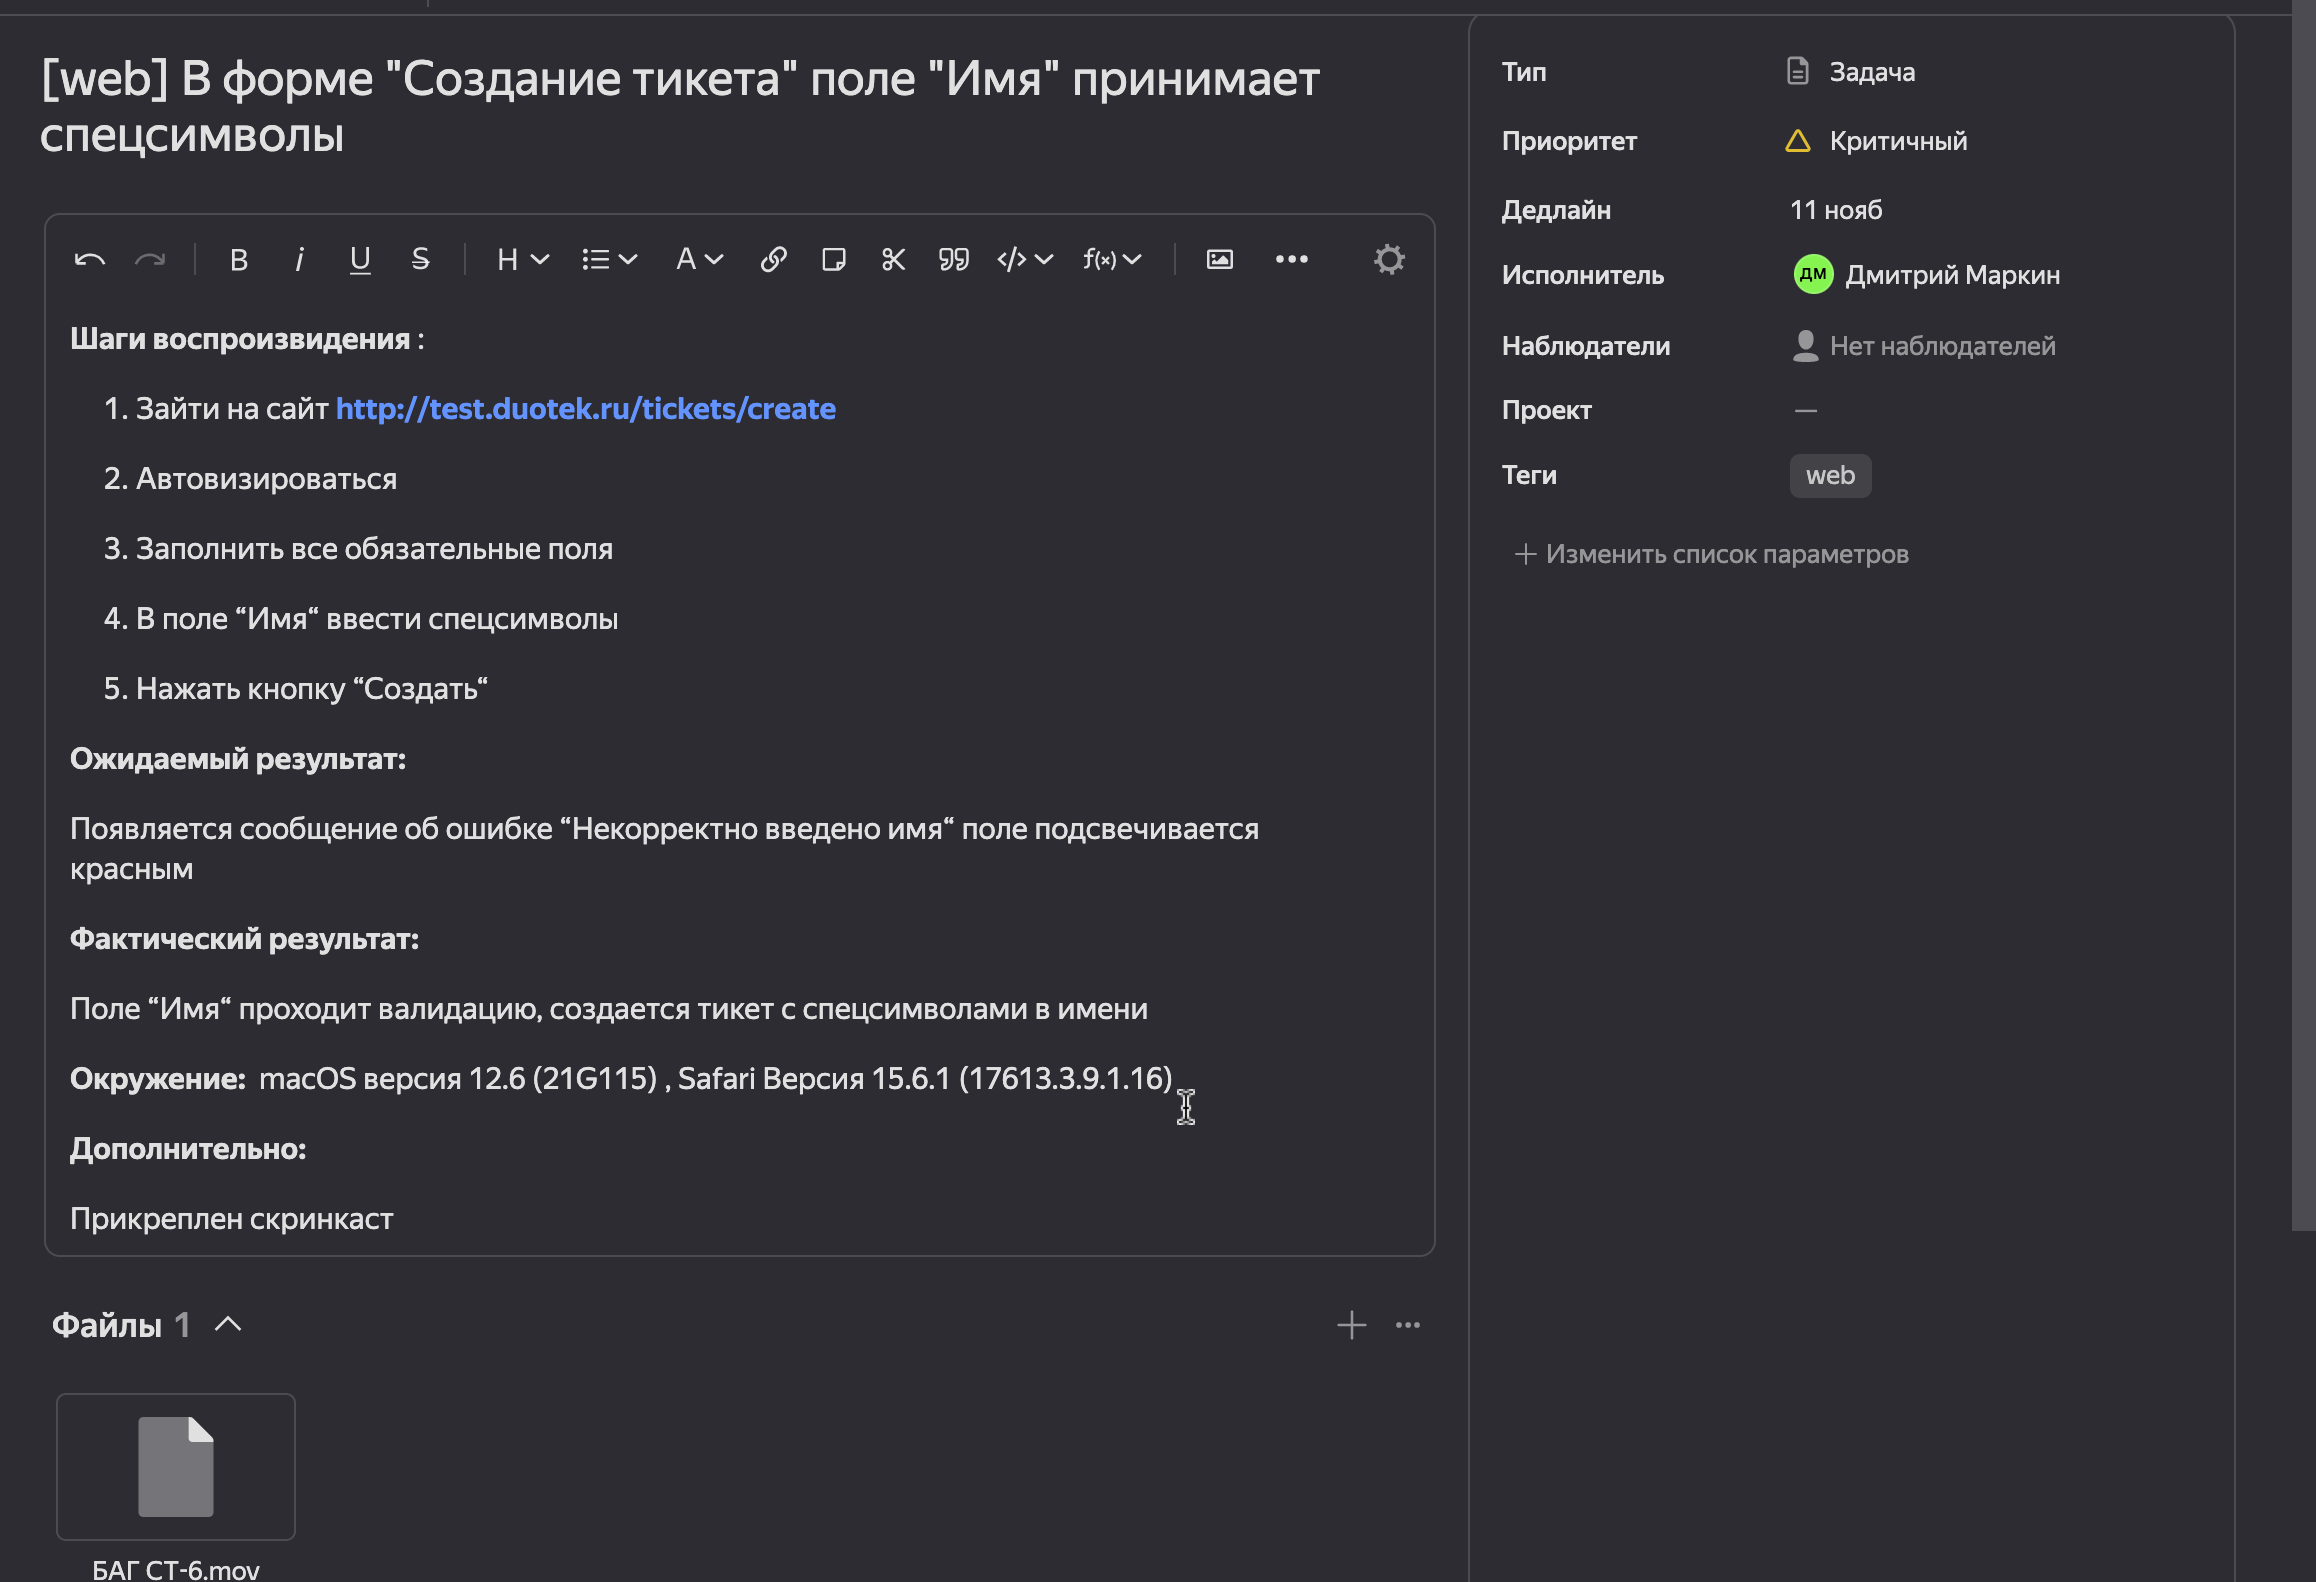 [web] В форме "Создание тикета" поле "Имя" принимает
спецсимволы
B i U S H A </> f(x)
Шаги воспроизвидения :
1. Зайти на сайт http://test.duotek.ru/tickets/create
2. Автовизироваться
3. Заполнить все обязательные поля
4. В поле “Имя“ ввести спецсимволы
5. Нажать кнопку “Создать“
Ожидаемый результат:
Появляется сообщение об ошибке “Некорректно введено имя“ поле подсвечивается
красным
Фактический результат:
Поле “Имя“ проходит валидацию, создается тикет с спецсимволами в имени
Окружение: macOS версия 12.6 (21G115) , Safari Версия 15.6.1 (17613.3.9.1.16)
Дополнительно:
Прикреплен скринкаст
Файлы 1
БАГ СТ-6.mov
Тип Задача
Приоритет Критичный
Дедлайн 11 нояб
Исполнитель ДМ Дмитрий Маркин
Наблюдатели Нет наблюдателей
Проект —
Теги web
+ Изменить список параметров